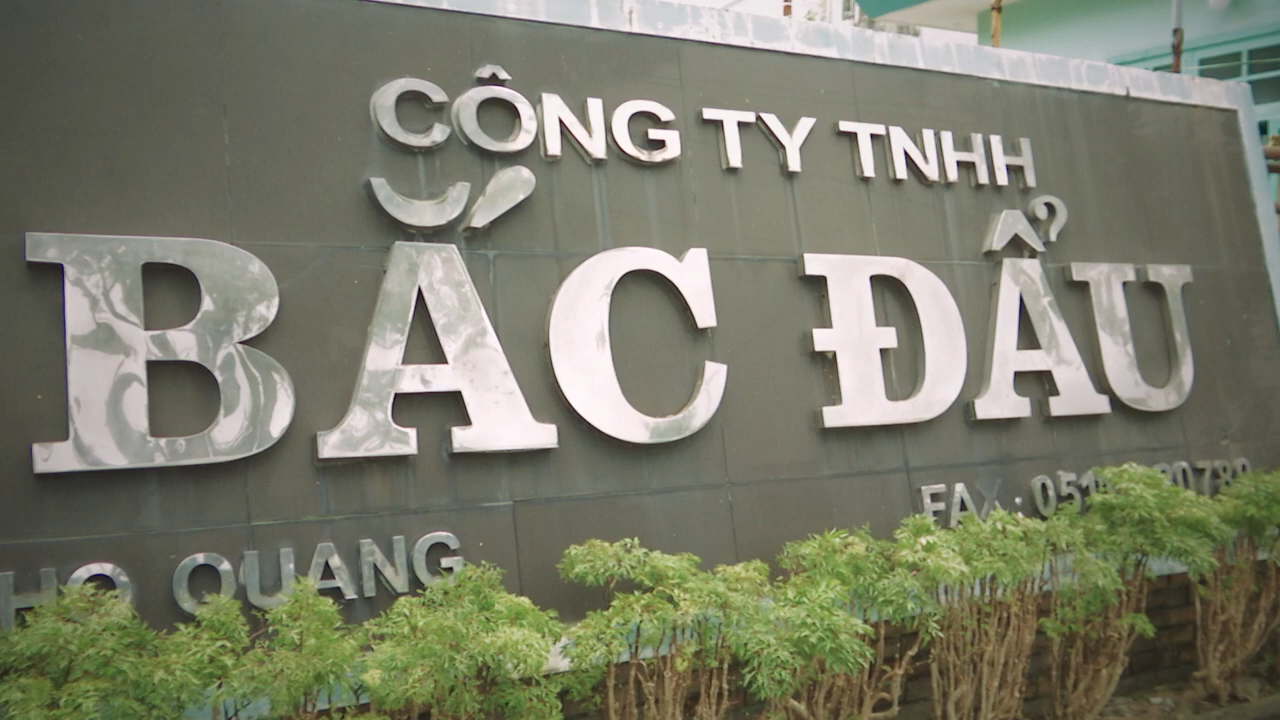 CÔNG TY TNHH
BẮC ĐẨU
QUANG
FAX :